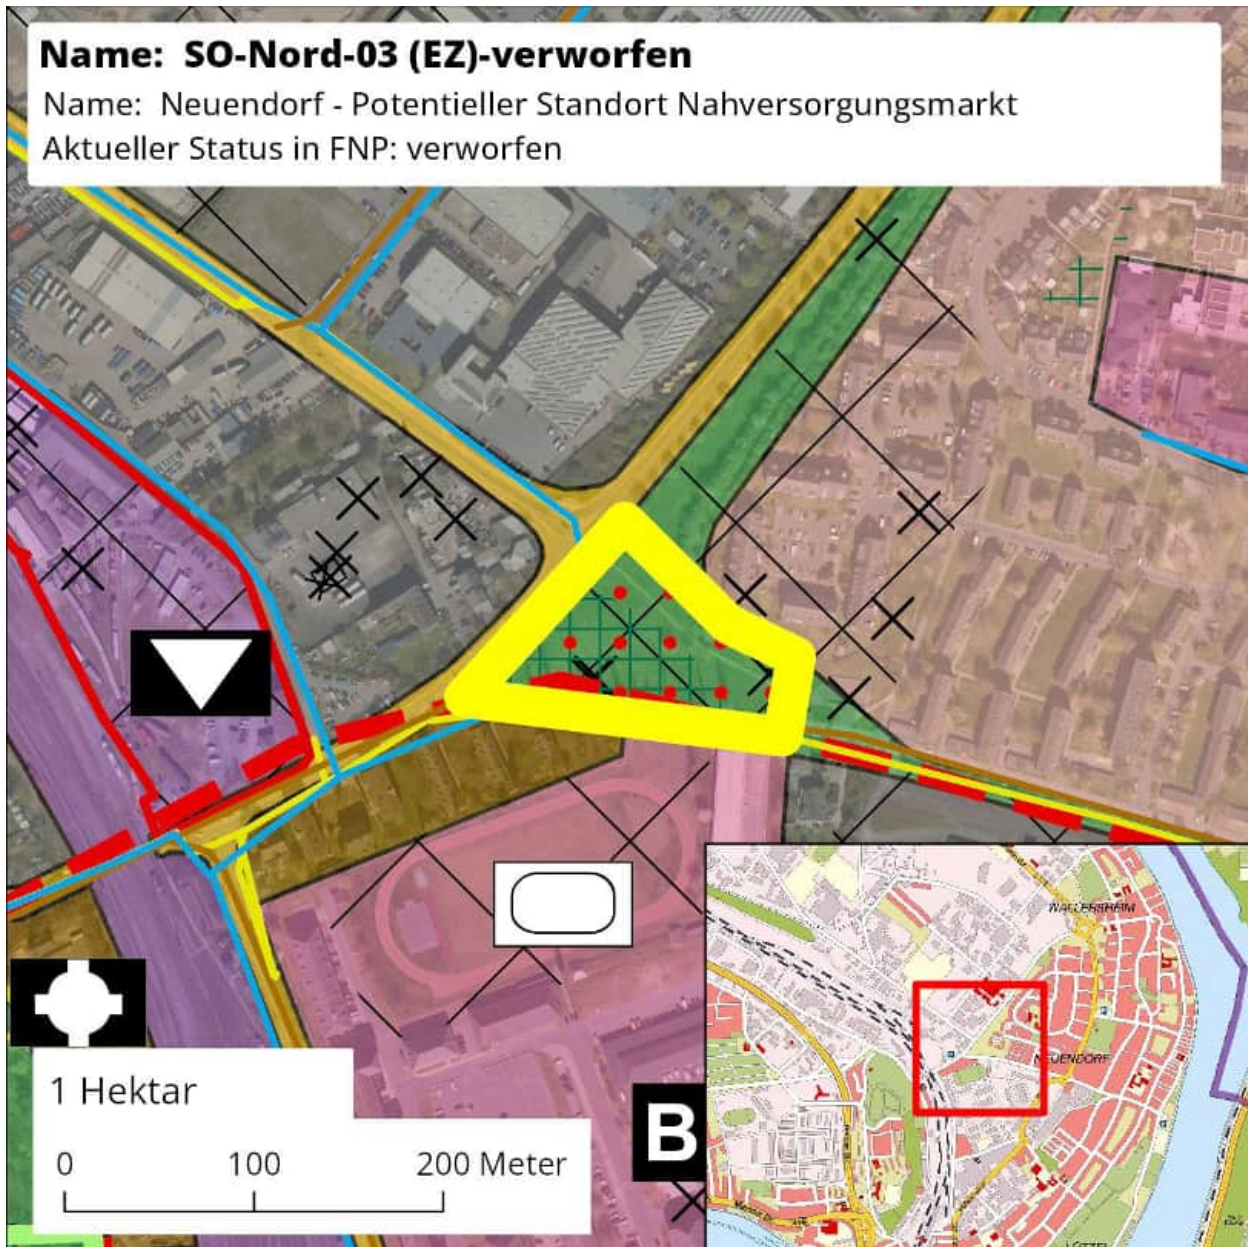 Name: SO-Nord-03 (EZ)-verworfen
Name: Neuendorf - Potentieller Standort Nahversorgungsmarkt
Aktueller Status in FNP: verworfen
WALLERSHEIM
NEUENDORF
B
1 Hektar
0 100 200 Meter
LÜTZEL